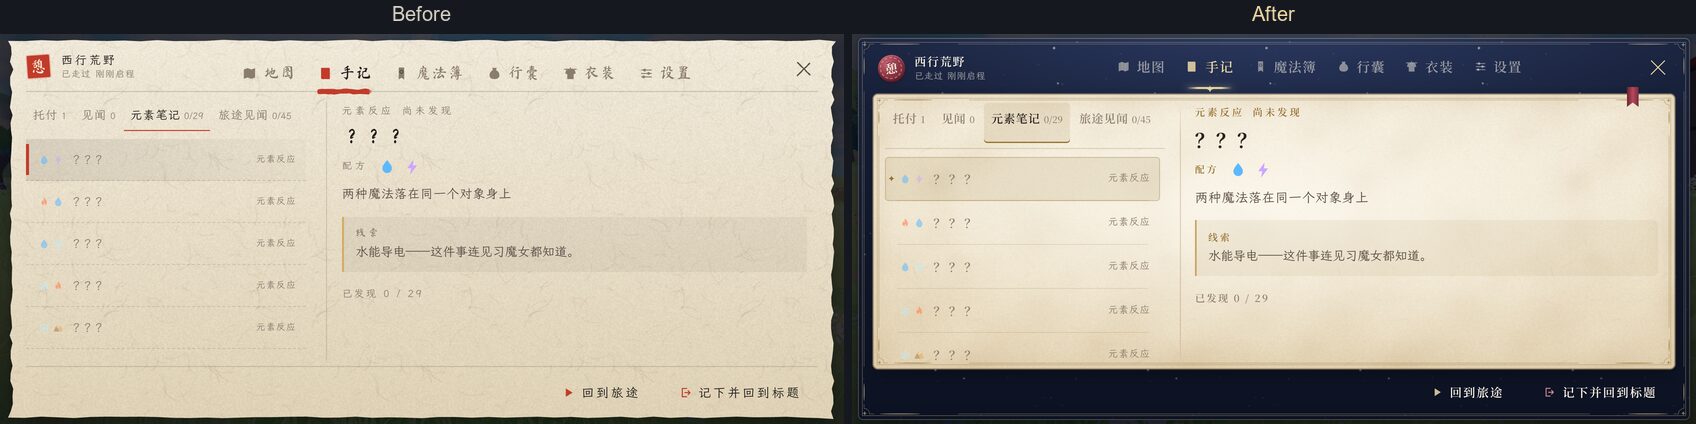 Before
憩
西行荒野
已走过 刚刚启程
地图 手记 魔法簿 行囊 衣装 设置
托付 1 见闻 0 元素笔记 0/29 旅途见闻 0/45
? ? ? 元素反应
? ? ? 元素反应
? ? ? 元素反应
? ? ? 元素反应
? ? ? 元素反应
元素反应 尚未发现
? ? ?
配方
两种魔法落在同一个对象身上
线索
水能导电——这件事连见习魔女都知道。
已发现 0 / 29
回到旅途 记下并回到标题
After
憩
西行荒野
已走过 刚刚启程
地图 手记 魔法簿 行囊 衣装 设置
托付 1 见闻 0 元素笔记 0/29 旅途见闻 0/45
? ? ? 元素反应
? ? ? 元素反应
? ? ? 元素反应
? ? ? 元素反应
? ? ? 元素反应
元素反应 尚未发现
? ? ?
配方
两种魔法落在同一个对象身上
线索
水能导电——这件事连见习魔女都知道。
已发现 0 / 29
回到旅途 记下并回到标题